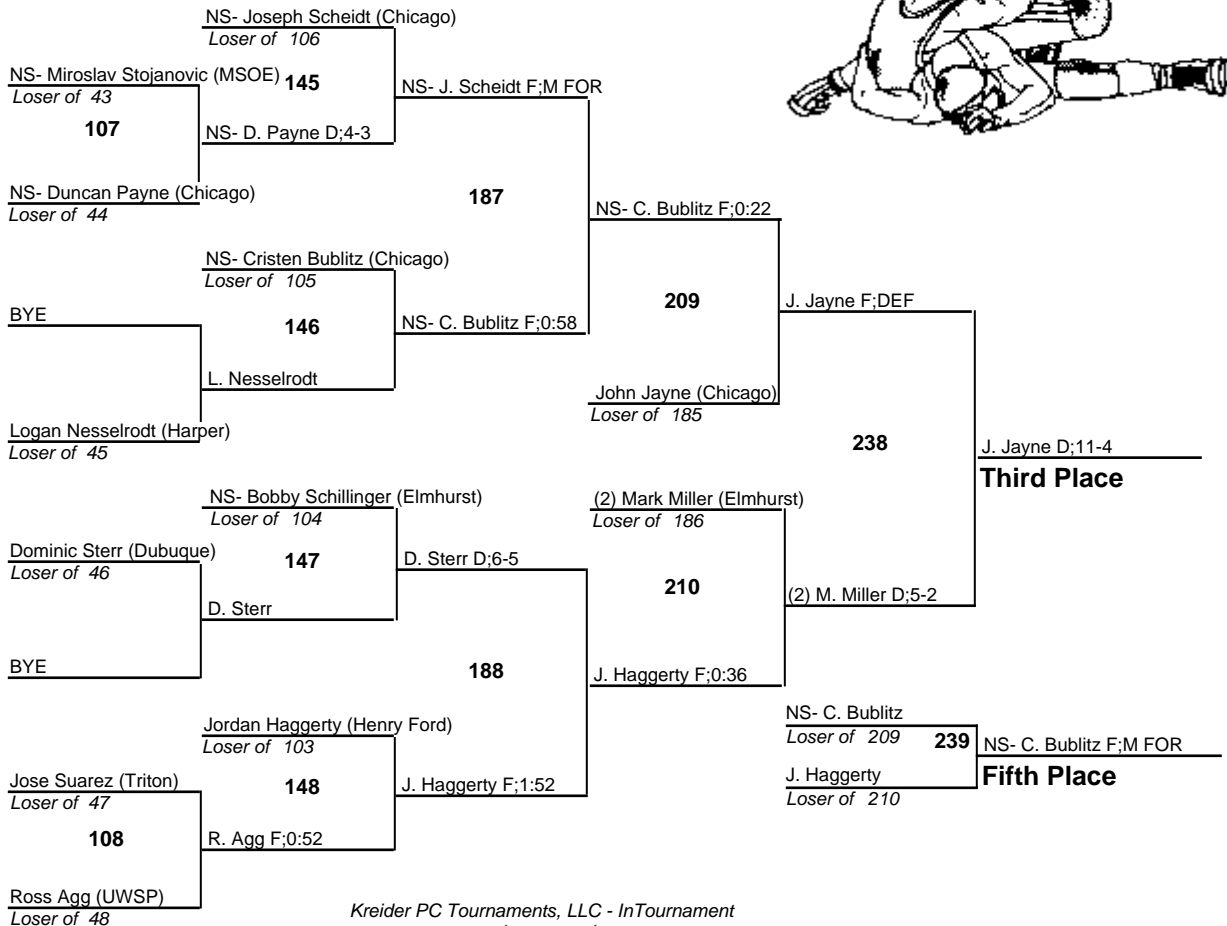 NS- Joseph Scheidt (Chicago)
Loser of 106
NS- Miroslav Stojanovic (MSOE)
Loser of 43
145
NS- J. Scheidt F;M FOR
107
NS- D. Payne D;4-3
NS- Duncan Payne (Chicago)
Loser of 44
187
NS- C. Bublitz F;0:22
NS- Cristen Bublitz (Chicago)
Loser of 105
BYE
146
NS- C. Bublitz F;0:58
209
J. Jayne F;DEF
L. Nesselrodt
John Jayne (Chicago)
Loser of 185
Logan Nesselrodt (Harper)
Loser of 45
238
J. Jayne D;11-4
Third Place
NS- Bobby Schillinger (Elmhurst)
Loser of 104
(2) Mark Miller (Elmhurst)
Loser of 186
Dominic Sterr (Dubuque)
Loser of 46
147
D. Sterr D;6-5
210
(2) M. Miller D;5-2
D. Sterr
BYE
188
J. Haggerty F;0:36
Jordan Haggerty (Henry Ford)
Loser of 103
NS- C. Bublitz
Loser of 209
239
NS- C. Bublitz F;M FOR
Fifth Place
J. Haggerty
Loser of 210
Jose Suarez (Triton)
Loser of 47
148
J. Haggerty F;1:52
108
R. Agg F;0:52
Ross Agg (UWSP)
Loser of 48
Kreider PC Tournaments, LLC - InTournament